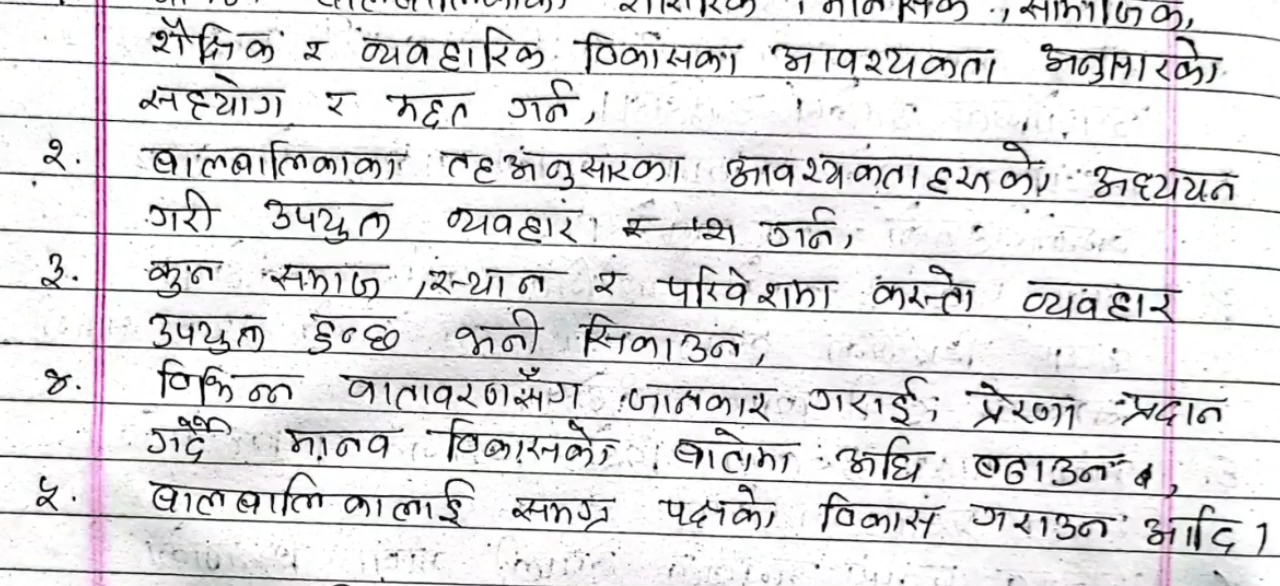 शारीरिक, मानसिक, सामाजिक,
शैक्षिक र व्यवहारिक विकासका आवश्यकता अनुसारको
सहयोग र मद्दत गर्न,
२. बालबालिकाका तहअनुसारका आवश्यकताहरूको अध्ययन
गरी उपयुक्त व्यवहार गर्न,
३. कुन समाज, स्थान र परिवेशमा कस्तो व्यवहार
उपयुक्त हुन्छ भनी सिकाउन,
४. विभिन्न वातावरणसँग जानकार गराई, प्रेरणा प्रदान
गर्दै मानव विकासको बाटोमा अघि बढाउन,
५. बालबालिकालाई समग्र पक्षको विकास गराउन आदि।